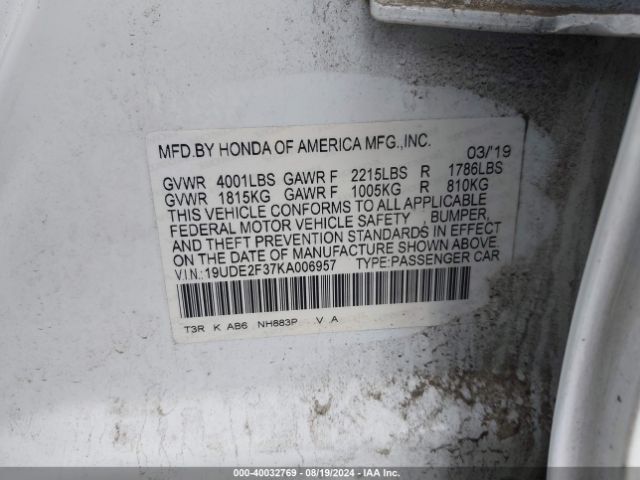 MFD.BY HONDA OF AMERICA MFG.,INC.
03/'19
GVWR 4001LBS GAWR F 2215LBS R 1786LBS
GVWR 1815KG GAWR F 1005KG R 810KG
THIS VEHICLE CONFORMS TO ALL APPLICABLE
FEDERAL MOTOR VEHICLE SAFETY , BUMPER,
AND THEFT PREVENTION STANDARDS IN EFFECT
ON THE DATE OF MANUFACTURE SHOWN ABOVE.
V.I.N.:19UDE2F37KA006957 TYPE:PASSENGER CAR
T3R K AB6 NH883P V A
000-40032769 - 08/19/2024 - IAA Inc.